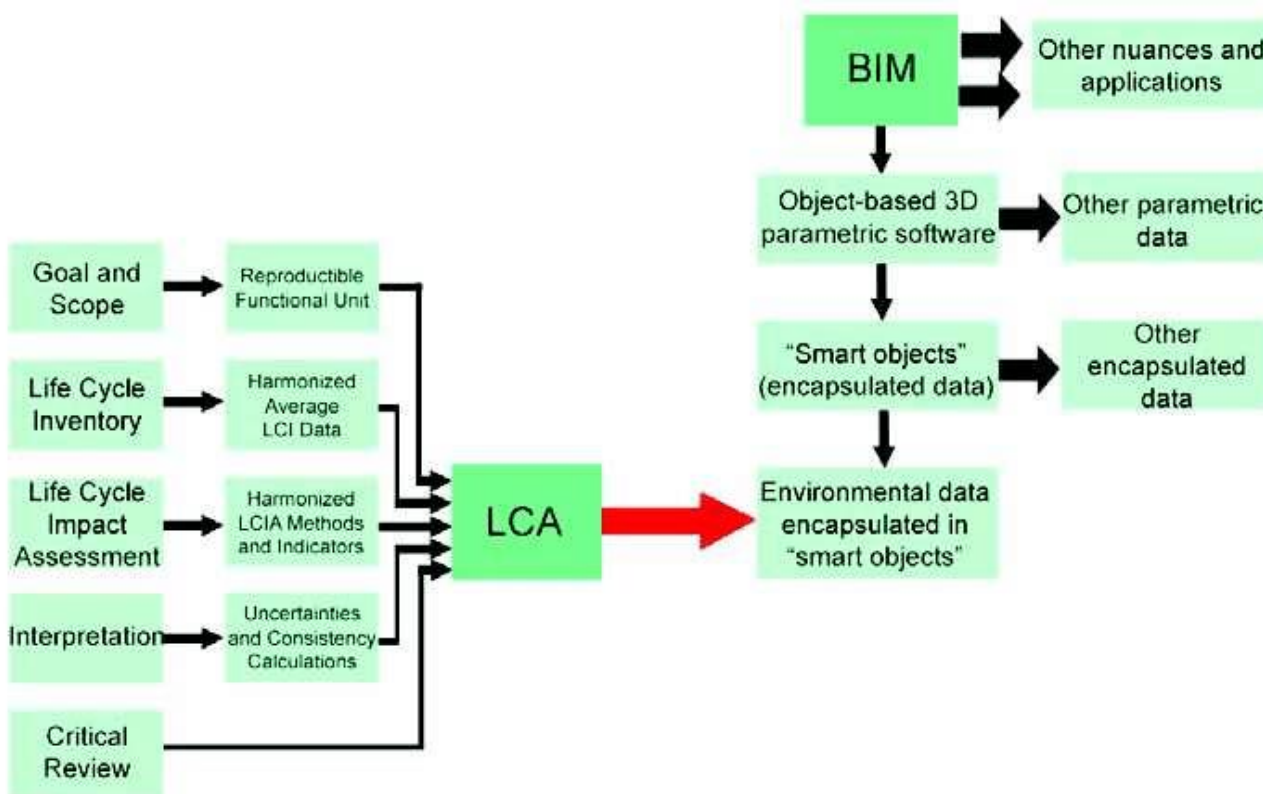 BIM
Other nuances and
applications
Object-based 3D
parametric software
Other parametric
data
Goal and
Scope
Reproductible
Functional Unit
“Smart objects”
(encapsulated data)
Other
encapsulated
data
Life Cycle
Inventory
Harmonized
Average
LCI Data
Life Cycle
Impact
Assessment
Harmonized
LCIA Methods
and Indicators
LCA
Environmental data
encapsulated in
“smart objects”
Interpretation
Uncertainties
and Consistency
Calculations
Critical
Review